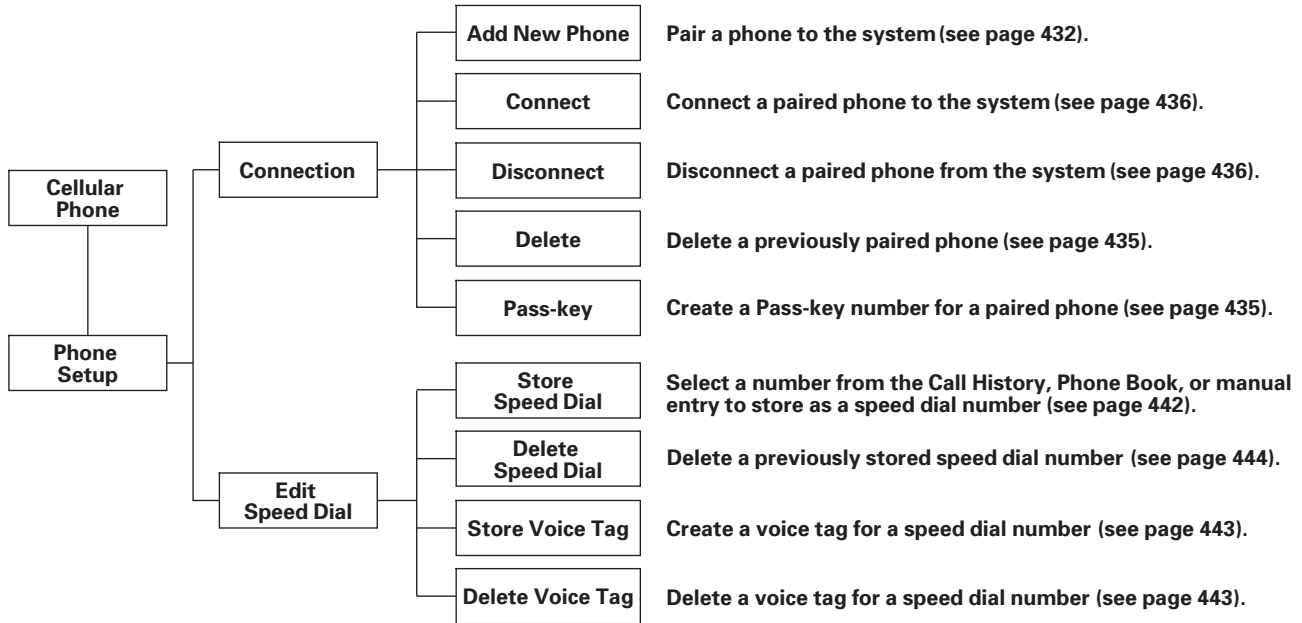 Cellular
Phone
Phone
Setup
Connection
Edit
Speed Dial
Add New Phone
Pair a phone to the system (see page 432).
Connect
Connect a paired phone to the system (see page 436).
Disconnect
Disconnect a paired phone from the system (see page 436).
Delete
Delete a previously paired phone (see page 435).
Pass-key
Create a Pass-key number for a paired phone (see page 435).
Store
Speed Dial
Select a number from the Call History, Phone Book, or manual
entry to store as a speed dial number (see page 442).
Delete
Speed Dial
Delete a previously stored speed dial number (see page 444).
Store Voice Tag
Create a voice tag for a speed dial number (see page 443).
Delete Voice Tag
Delete a voice tag for a speed dial number (see page 443).